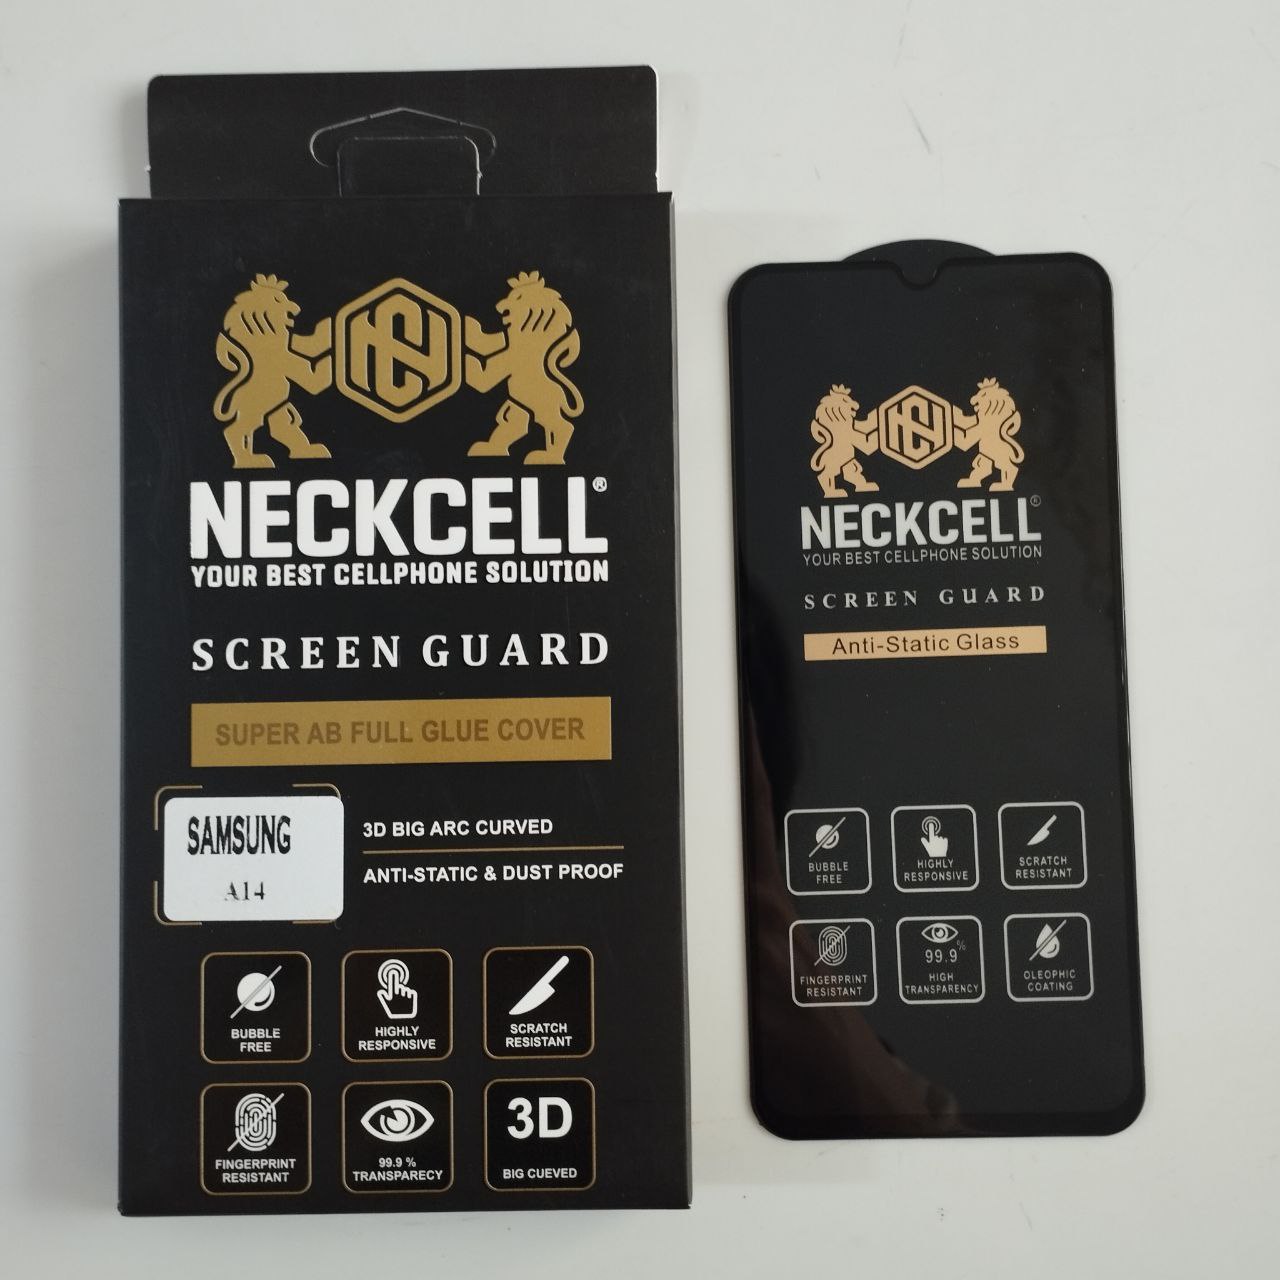 NECKCELL®
YOUR BEST CELLPHONE SOLUTION
SCREEN GUARD
SUPER AB FULL GLUE COVER
SAMSUNG
A14
3D BIG ARC CURVED
ANTI-STATIC & DUST PROOF
BUBBLE
FREE
HIGHLY
RESPONSIVE
SCRATCH
RESISTANT
FINGERPRINT
RESISTANT
99.9 %
TRANSPARECY
3D
BIG CUEVED
NECKCELL®
YOUR BEST CELLPHONE SOLUTION
SCREEN GUARD
Anti-Static Glass
BUBBLE
FREE
HIGHLY
RESPONSIVE
SCRATCH
RESISTANT
FINGERPRINT
RESISTANT
99.9%
HIGH
TRANSPARENCY
OLEOPHIC
COATING